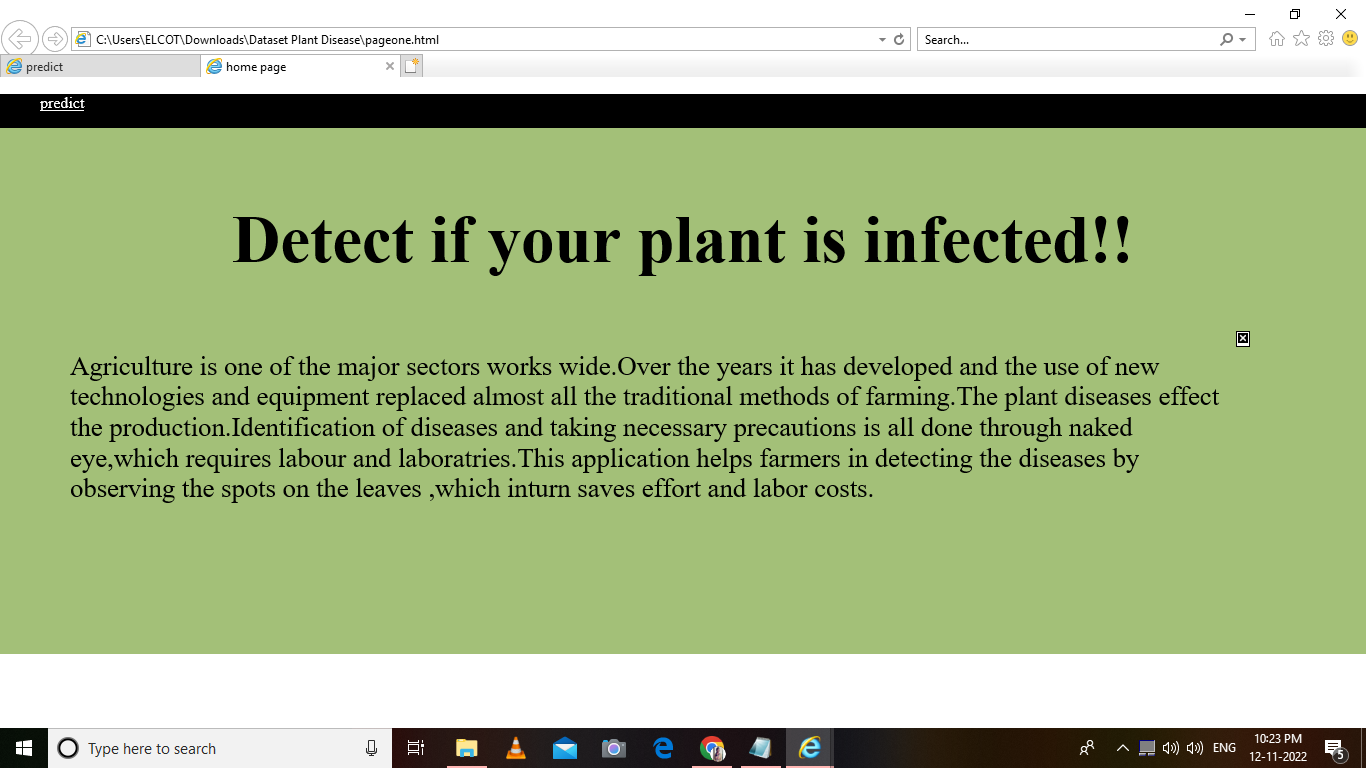 C:\Users\ELCOT\Downloads\Dataset Plant Disease\pageone.html
Search...
predict
home page
predict
Detect if your plant is infected!!
Agriculture is one of the major sectors works wide.Over the years it has developed and the use of new
technologies and equipment replaced almost all the traditional methods of farming.The plant diseases effect
the production.Identification of diseases and taking necessary precautions is all done through naked
eye,which requires labour and laboratries.This application helps farmers in detecting the diseases by
observing the spots on the leaves ,which inturn saves effort and labor costs.
Type here to search
ENG
10:23 PM
12-11-2022
5